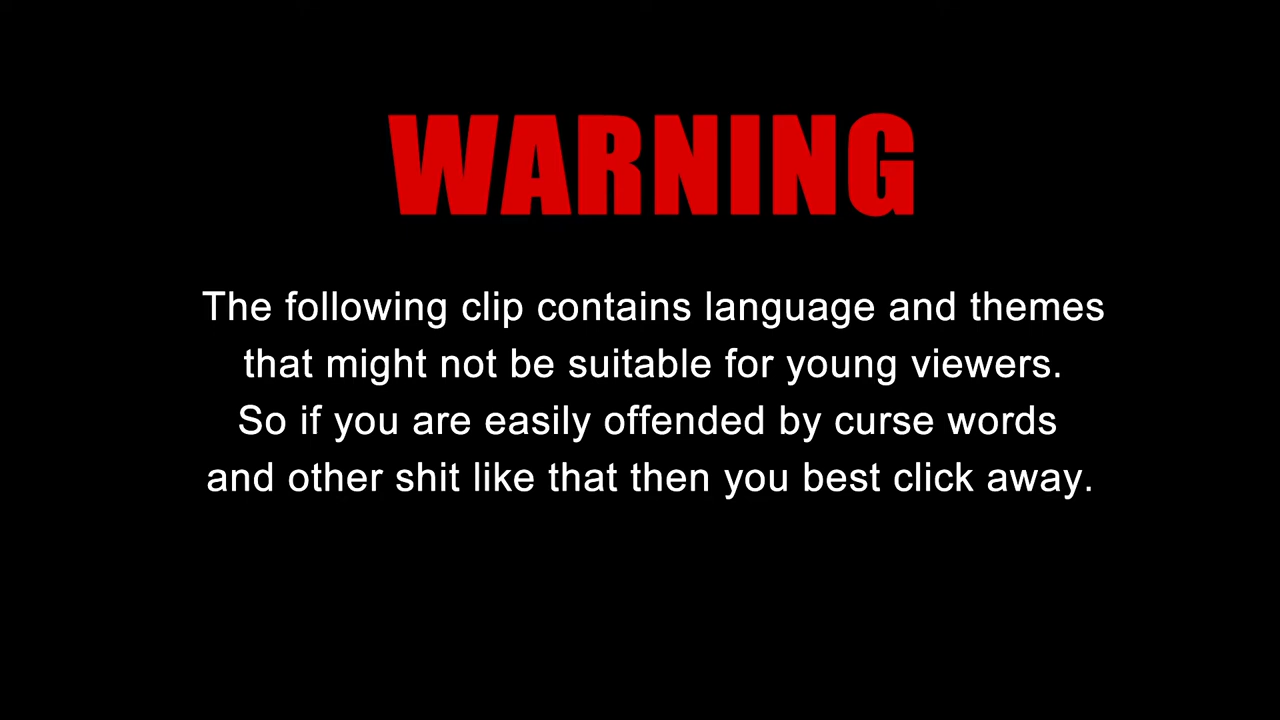 WARNING
The following clip contains language and themes
that might not be suitable for young viewers.
So if you are easily offended by curse words
and other shit like that then you best click away.